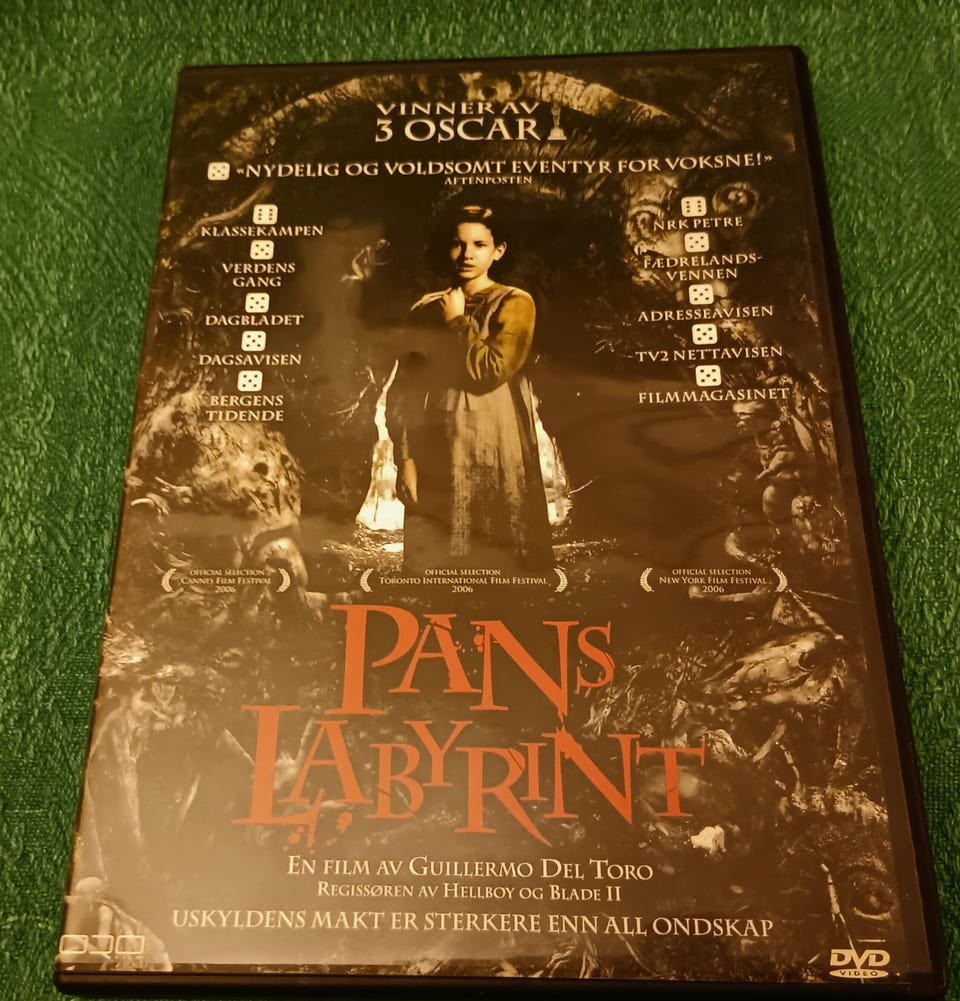 VINNER AV
3 OSCAR
«NYDELIG OG VOLDSOMT EVENTYR FOR VOKSNE!»
AFTENPOSTEN
KLASSEKAMPEN
VERDENS
GANG
DAGBLADET
DAGSAVISEN
BERGENS
TIDENDE
NRK PETRE
FÆDRELANDS-
VENNEN
ADRESSEAVISEN
TV2 NETTAVISEN
FILMMAGASINET
OFFICIAL SELECTION
CANNES FILM FESTIVAL
2006
OFFICIAL SELECTION
TORONTO INTERNATIONAL FILM FESTIVAL
2006
OFFICIAL SELECTION
NEW YORK FILM FESTIVAL
2006
PANS
LABYRINT
EN FILM AV GUILLERMO DEL TORO
REGISSØREN AV HELLBOY OG BLADE II
USKYLDENS MAKT ER STERKERE ENN ALL ONDSKAP
ORO
FILM
DVD
VIDEO